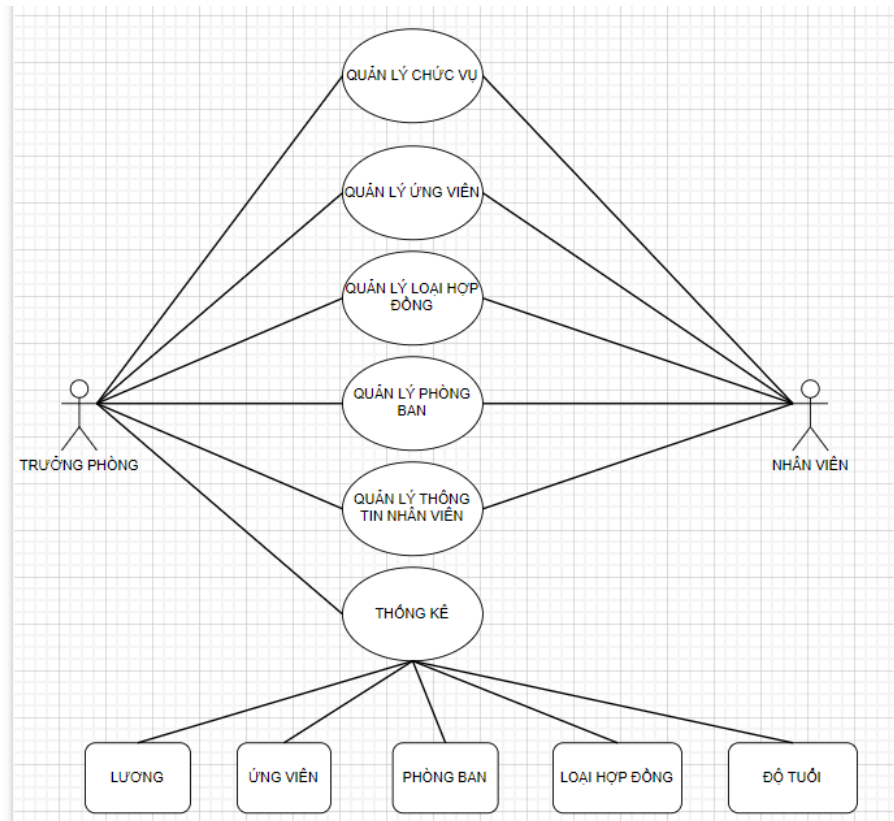 QUẢN LÝ CHỨC VỤ
QUẢN LÝ ỨNG VIÊN
QUẢN LÝ LOẠI HỢP
ĐỒNG
QUẢN LÝ PHÒNG
BAN
TRƯỞNG PHÒNG
NHÂN VIÊN
QUẢN LÝ THÔNG
TIN NHÂN VIÊN
THỐNG KÊ
LƯƠNG
ỨNG VIÊN
PHÒNG BAN
LOẠI HỢP ĐỒNG
ĐỘ TUỔI